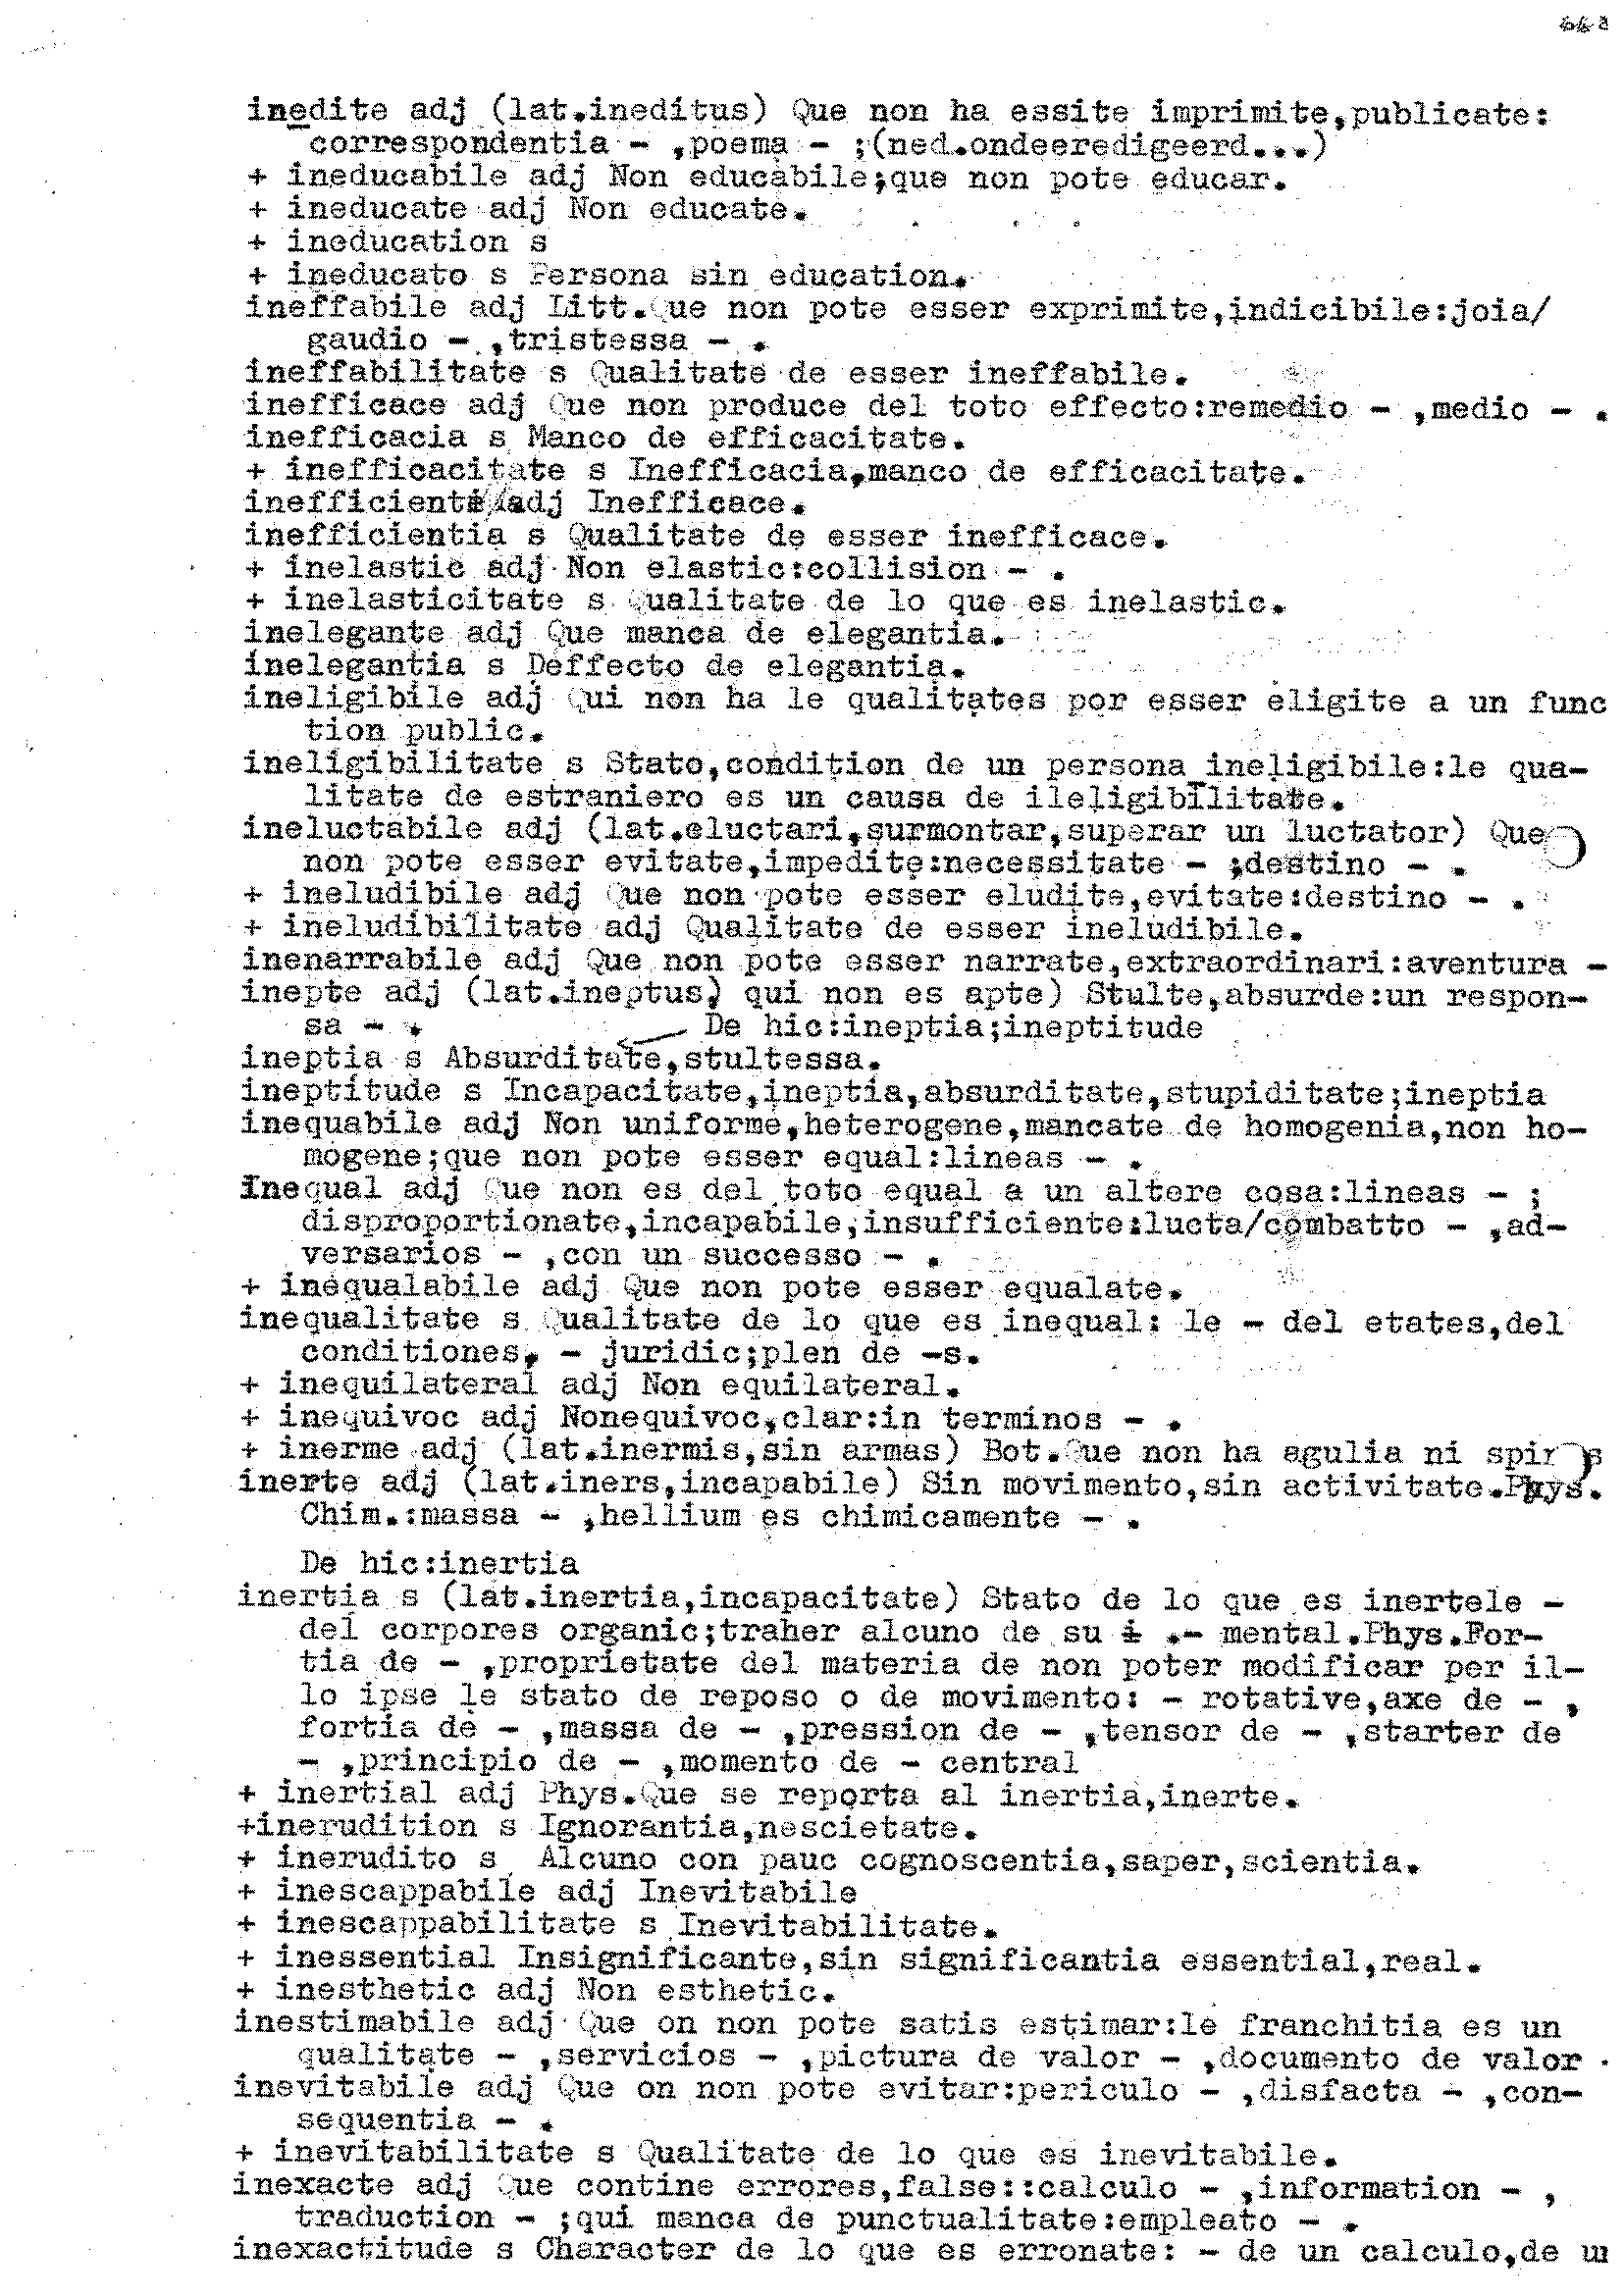 inedite adj (lat.ineditus) Que non ha essite imprimite,publicate:
correspondentia - ,poema - ;(ned.ondeeredigeerd...)
+ ineducabile adj Non educabile;que non pote educar.
+ ineducate adj Non educate.
+ ineducation s
+ ineducato s Persona sin education.
ineffabile adj Litt.Que non pote esser exprimite,indicibile:joia/
gaudio - ,tristessa - .
ineffabilitate s Qualitate de esser ineffabile.
inefficace adj Que non produce del toto effecto:remedio - ,medio - .
inefficacia s Manco de efficacitate.
+ inefficacitate s Inefficacia,manco de efficacitate.
inefficiente adj Inefficace.
inefficientia s Qualitate de esser inefficace.
+ inelastic adj Non elastic:collision - .
+ inelasticitate s Qualitate de lo que es inelastic.
inelegante adj Que manca de elegantia.
inelegantia s Deffecto de elegantia.
ineligibile adj Qui non ha le qualitates por esser eligite a un func
tion public.
ineligibilitate s Stato,condition de un persona ineligibile:le qua-
litate de estraniero es un causa de ileligibilitate.
ineluctabile adj (lat.eluctari,surmontar,superar un luctator) Que
non pote esser evitate,impedite:necessitate - ;destino - .
+ ineludibile adj Que non pote esser eludite,evitate:destino - .
+ ineludibilitate adj Qualitate de esser ineludibile.
inenarrabile adj Que non pote esser narrate,extraordinari:aventura -
inepte adj (lat.ineptus) qui non es apte) Stulte,absurde:un respon-
sa - . De hic:ineptia;ineptitude
ineptia s Absurditate,stultessa.
ineptitude s Incapacitate,ineptia,absurditate,stupiditate;ineptia
inequabile adj Non uniforme,heterogene,mancate de homogenia,non ho-
mogene;que non pote esser equal:lineas - .
Inequal adj Que non es del toto equal a un altere cosa:lineas - ;
disproportionate,incapabile,insufficiente:lucta/combatto - ,ad-
versarios - ,con un successo - .
+ inequalabile adj Que non pote esser equalate.
inequalitate s Qualitate de lo que es inequal: le - del etates,del
conditiones, - juridic;plen de -s.
+ inequilateral adj Non equilateral.
+ inequivoc adj Nonequivoc,clar:in terminos - .
+ inerme adj (lat.inermis,sin armas) Bot.Que non ha agulia ni
inerte adj (lat.iners,incapabile) Sin movimento,sin activitate.Phys.
Chim.:massa - ,hellium es chimicamente - .
De hic:inertia
inertia s (lat.inertia,incapacitate) Stato de lo que es inertele -
del corpores organic;traher alcuno de su i .- mental.Phys.For-
tia de - ,proprietate del materia de non poter modificar per il-
lo ipse le stato de reposo o de movimento: - rotative,axe de - ,
fortia de - ,massa de - ,pression de - ,tensor de - ,starter de
- ,principio de - ,momento de - central
+ inertial adj Phys.Que se reporta al inertia,inerte.
+inerudition s Ignorantia,nescietate.
+ inerudito s Alcuno con pauc cognoscentia,saper,scientia.
+ inescappabile adj Inevitabile
+ inescappabilitate s Inevitabilitate.
+ inessential Insignificante,sin significantia essential,real.
+ inesthetic adj Non esthetic.
inestimabile adj Que on non pote satis estimar:le franchitia es un
qualitate - ,servicios - ,pictura de valor - ,documento de valor .
inevitabile adj Que on non pote evitar:periculo - ,disfacta - ,con-
sequentia - .
+ inevitabilitate s Qualitate de lo que es inevitabile.
inexacte adj Que contine errores,false::calculo - ,information - ,
traduction - ;qui manca de punctualitate:empleato - .
inexactitude s Character de lo que es erronate: - de un calculo,de